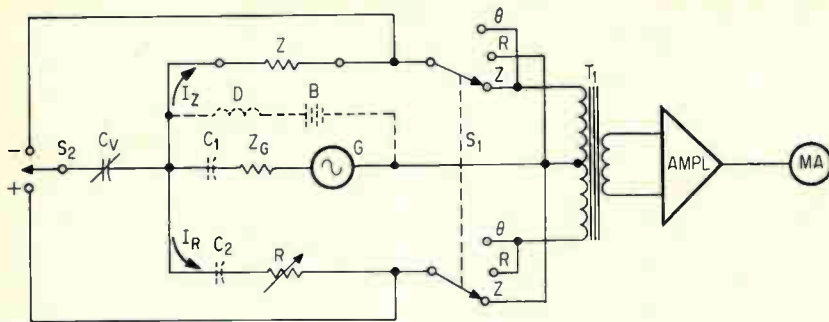 θ
Z
R
Z
T1
IZ
D
B
−
S2
CV
C1
ZG
G
S1
AMPL
MA
+
IR
C2
R
θ
R
Z